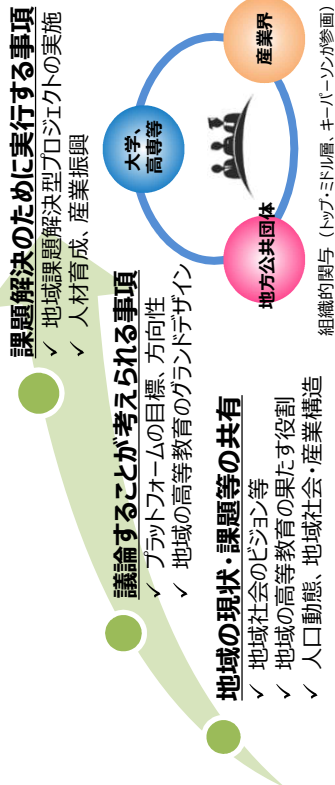 課題解決のために実行する事項
✓ 地域課題解決型プロジェクトの実施
✓ 人材育成、産業振興
議論することが考えられる事項
✓ プラットフォームの目標、方向性
✓ 地域の高等教育のグランドデザイン
地域の現状・課題等の共有
✓ 地域社会のビジョン等
✓ 地域の高等教育の果たす役割
✓ 人口動態、地域社会・産業構造
大学、
高専等
地方公共団体
産業界
組織的関与（トップ・ミドル層、キーパーソンが参画）